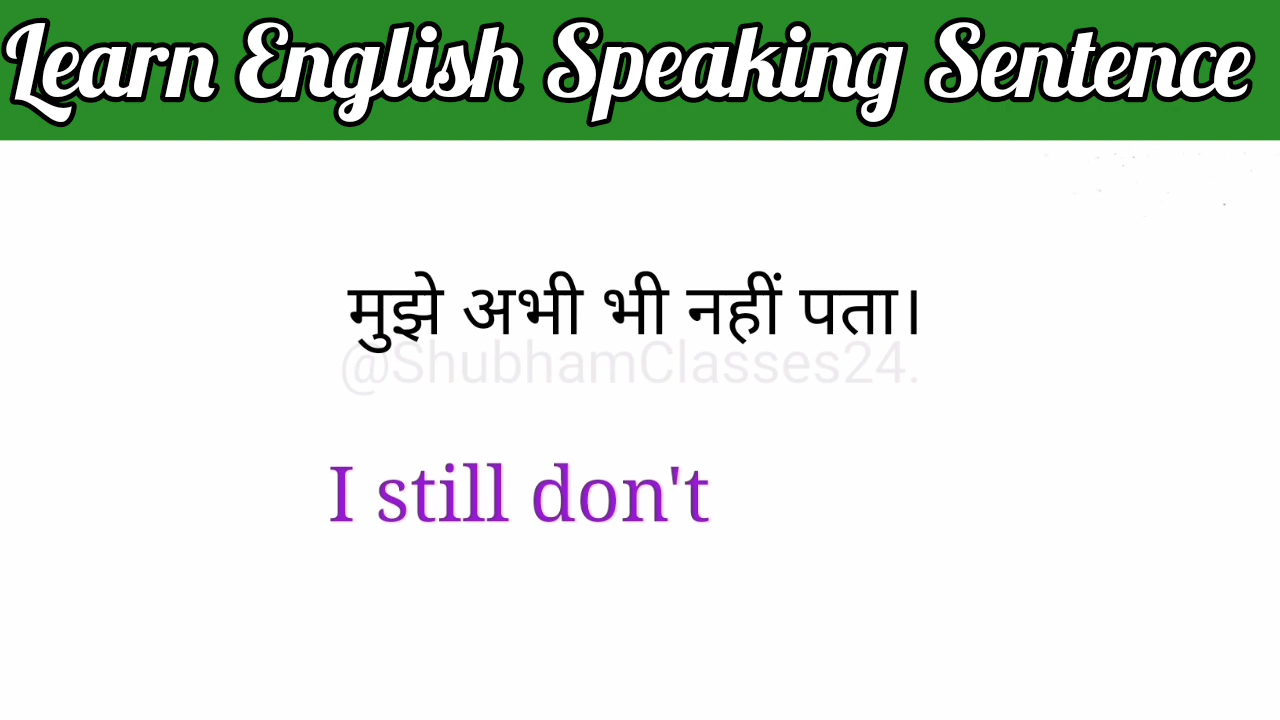 Learn English Speaking Sentence
मुझे अभी भी नहीं पता।
@ShubhamClasses24.
I still don't